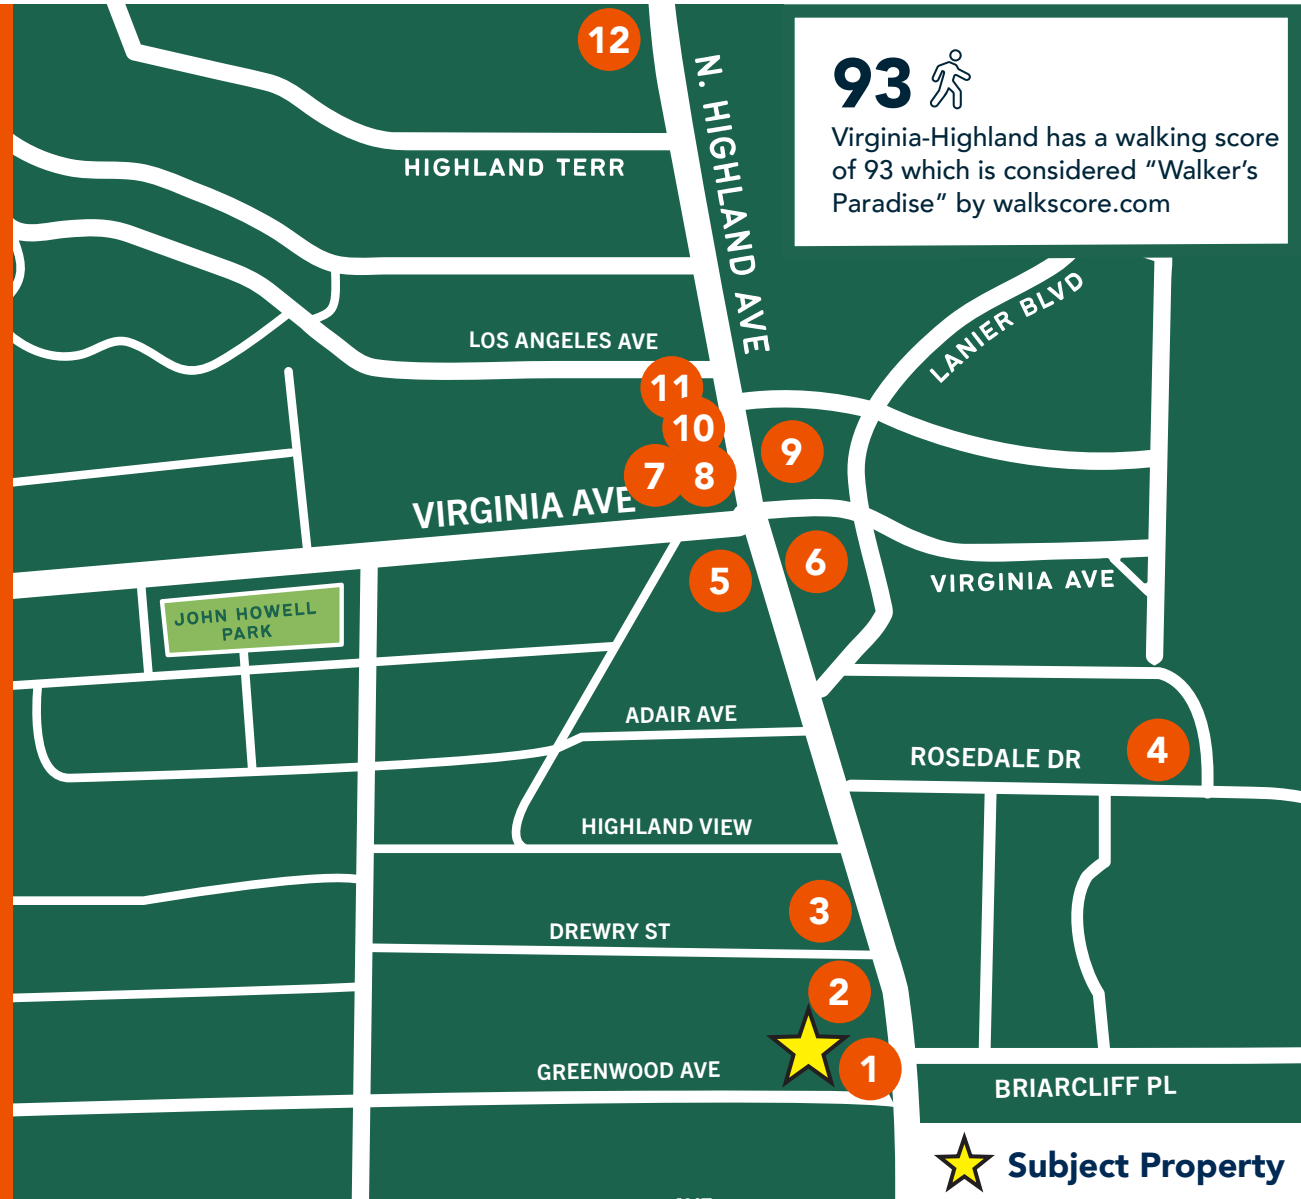 12
N. HIGHLAND AVE
93
Virginia-Highland has a walking score
of 93 which is considered “Walker’s
Paradise” by walkscore.com
HIGHLAND TERR
LANIER BLVD
LOS ANGELES AVE
11
10
9
7
8
VIRGINIA AVE
6
5
VIRGINIA AVE
JOHN HOWELL
PARK
ADAIR AVE
ROSEDALE DR
4
HIGHLAND VIEW
3
DREWRY ST
2
1
GREENWOOD AVE
BRIARCLIFF PL
Subject Property